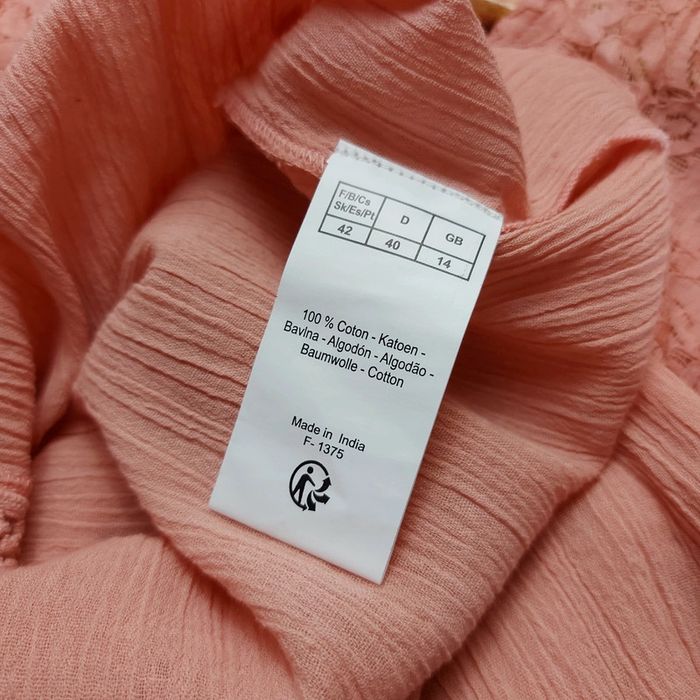 F/B/Cs
Sk/Es/Pt
D
GB
42
40
14
100 % Coton - Katoen -
Bavlna - Algodón - Algodão -
Baumwolle - Cotton
Made in India
F- 1375